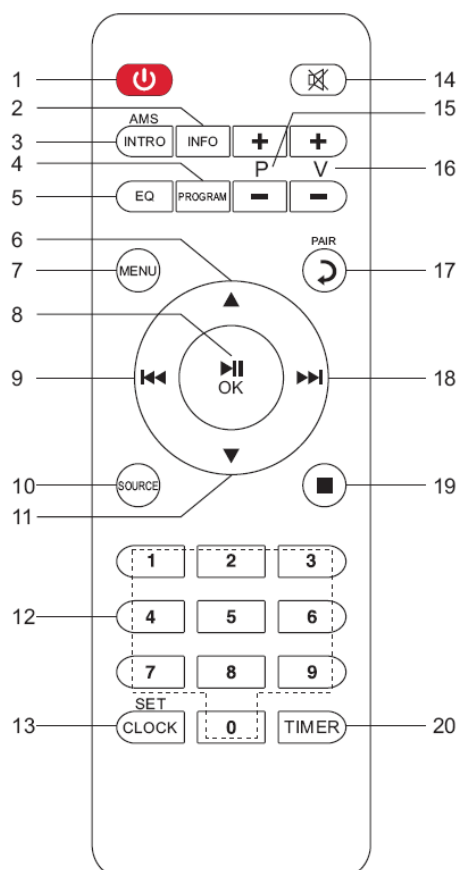 1 14
2 15
AMS
3 INTRO INFO + +
P V 16
4
5 EQ PROGRAM - -
6 PAIR
7 MENU 17
8
9 OK 18
10 SOURCE 19
11
1 2 3
12 4 5 6
7 8 9
SET
13 CLOCK 0 TIMER 20